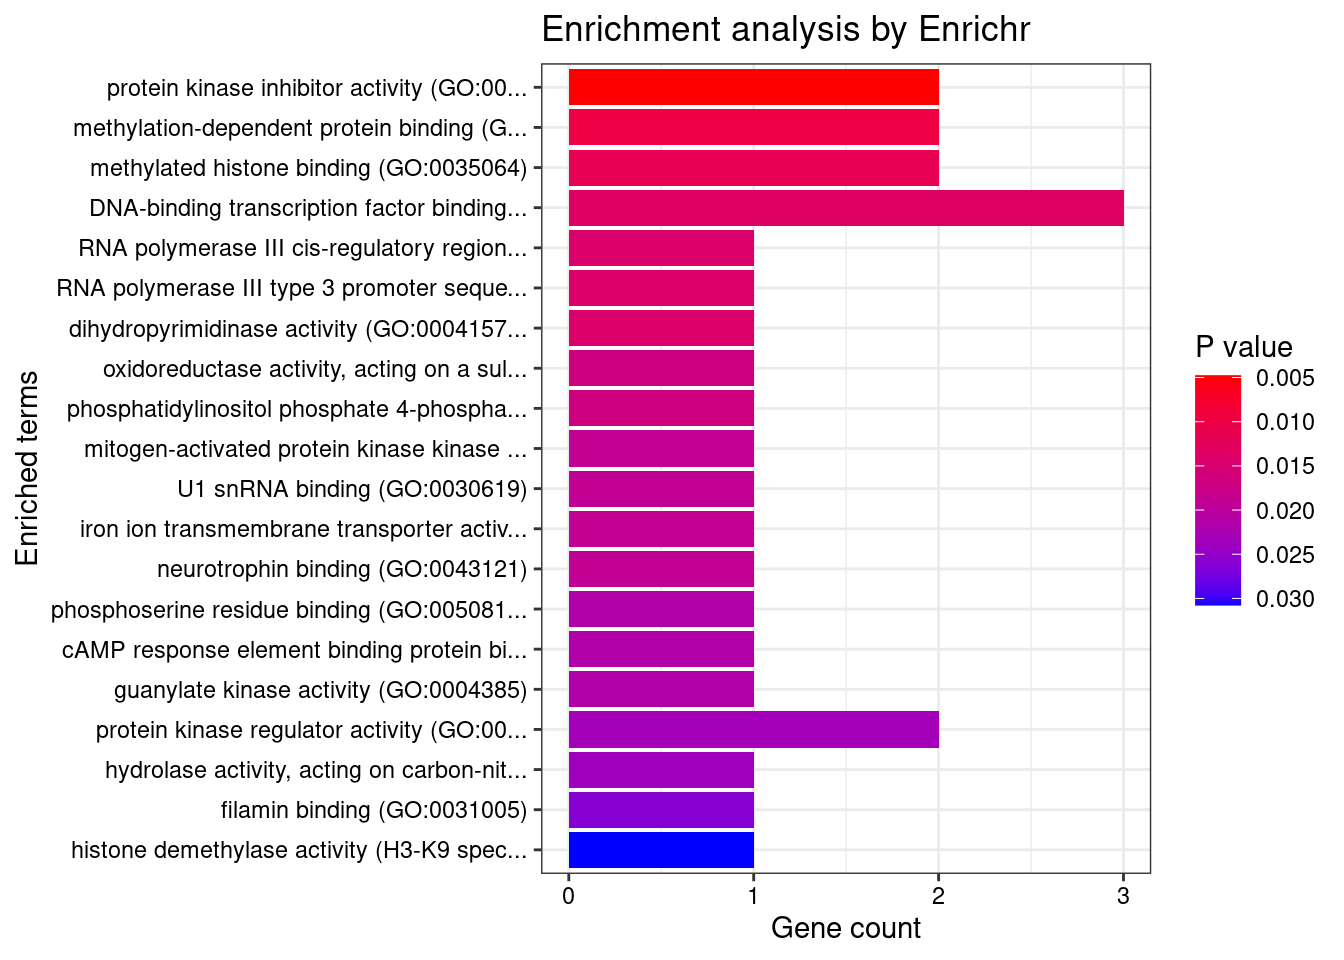 Enrichment analysis by Enrichr
protein kinase inhibitor activity (GO:00...
methylation-dependent protein binding (G...
methylated histone binding (GO:0035064)
DNA-binding transcription factor binding...
RNA polymerase III cis-regulatory region...
RNA polymerase III type 3 promoter seque...
dihydropyrimidinase activity (GO:0004157...
oxidoreductase activity, acting on a sul...
phosphatidylinositol phosphate 4-phospha...
mitogen-activated protein kinase kinase ...
U1 snRNA binding (GO:0030619)
iron ion transmembrane transporter activ...
neurotrophin binding (GO:0043121)
phosphoserine residue binding (GO:005081...
cAMP response element binding protein bi...
guanylate kinase activity (GO:0004385)
protein kinase regulator activity (GO:00...
hydrolase activity, acting on carbon-nit...
filamin binding (GO:0031005)
histone demethylase activity (H3-K9 spec...
Enriched terms
0 1 2 3
Gene count
P value
0.005
0.010
0.015
0.020
0.025
0.030